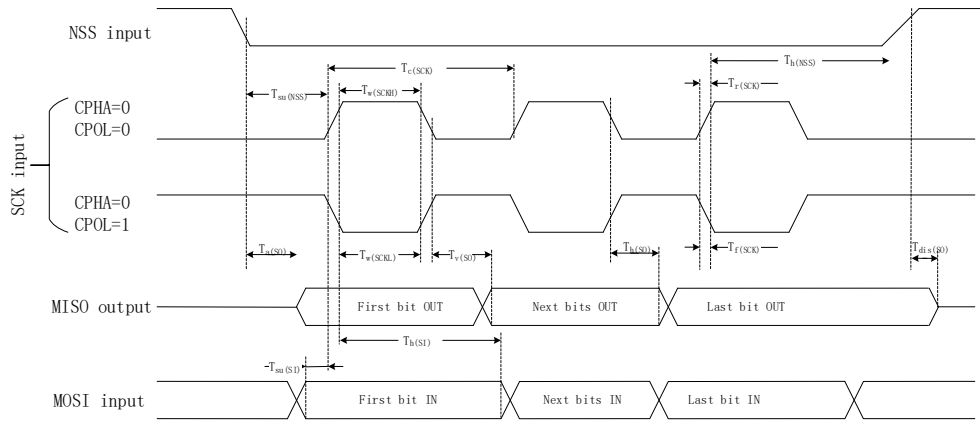 NSS input
Th(NSS)
Tc(SCK)
Tr(SCK)
Tsu(NSS)
Tw(SCKH)
CPHA=0
CPOL=0
SCK input
CPHA=0
CPOL=1
Ta(SO)
Tw(SCKL)
Tv(SO)
Th(SO)
Tf(SCK)
Tdis(SO)
MISO output
First bit OUT
Next bits OUT
Last bit OUT
Th(SI)
Tsu(SI)
MOSI input
First bit IN
Next bits IN
Last bit IN